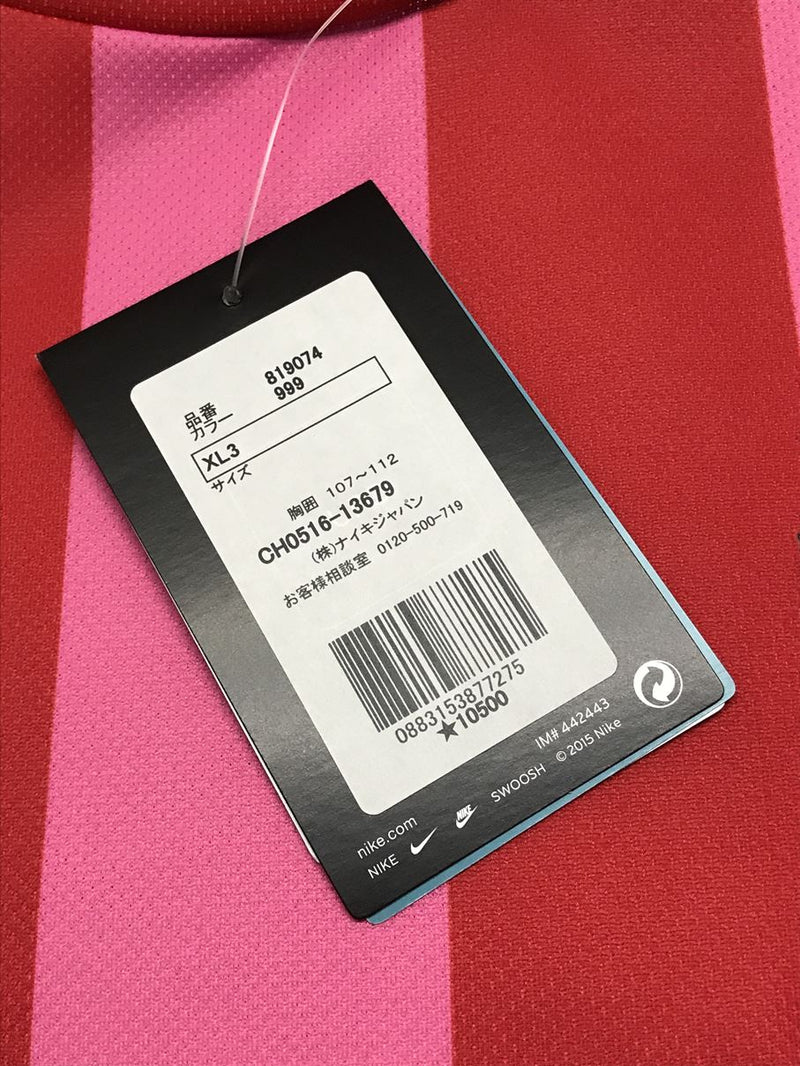 品番 819074
カラー 999
XL3
サイズ
胸囲 107～112
CH0516-13679
(株)ナイキジャパン
お客様相談室 0120-500-719
0883153877275
★10500
IM# 442443
nike.com
NIKE NIKE SWOOSH © 2015 Nike